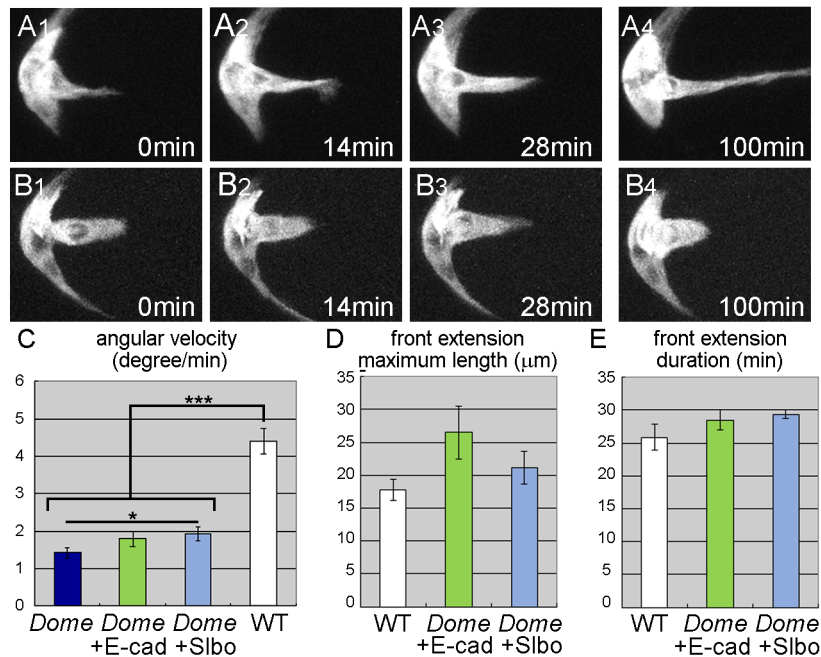 A1 A2 A3 A4
0min 14min 28min 100min
B1 B2 B3 B4
0min 14min 28min 100min
C angular velocity
(degree/min)
6
5
4
3
2
1
0
***
*
Dome Dome Dome WT
+E-cad +Slbo
D front extension
maximum length (μm)
35
30
25
20
15
10
5
0
WT Dome Dome
+E-cad +Slbo
E front extension
duration (min)
35
30
25
20
15
10
5
0
WT Dome Dome
+E-cad +Slbo